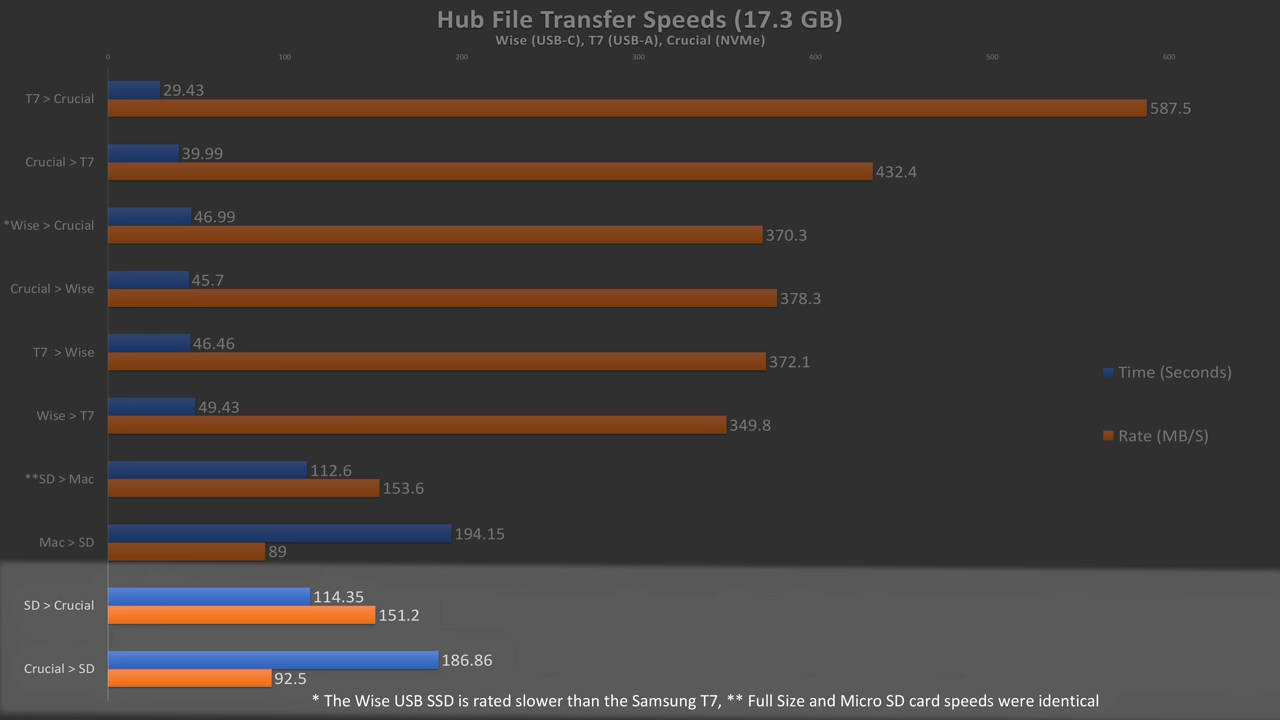 Hub File Transfer Speeds (17.3 GB)
Wise (USB-C), T7 (USB-A), Crucial (NVMe)
0 100 200 300 400 500 600
T7 > Crucial 29.43 587.5
Crucial > T7 39.99 432.4
*Wise > Crucial 46.99 370.3
Crucial > Wise 45.7 378.3
T7 > Wise 46.46 372.1
Wise > T7 49.43 349.8
**SD > Mac 112.6 153.6
Mac > SD 194.15 89
SD > Crucial 114.35 151.2
Crucial > SD 186.86 92.5
Time (Seconds)
Rate (MB/S)
* The Wise USB SSD is rated slower than the Samsung T7, ** Full Size and Micro SD card speeds were identical